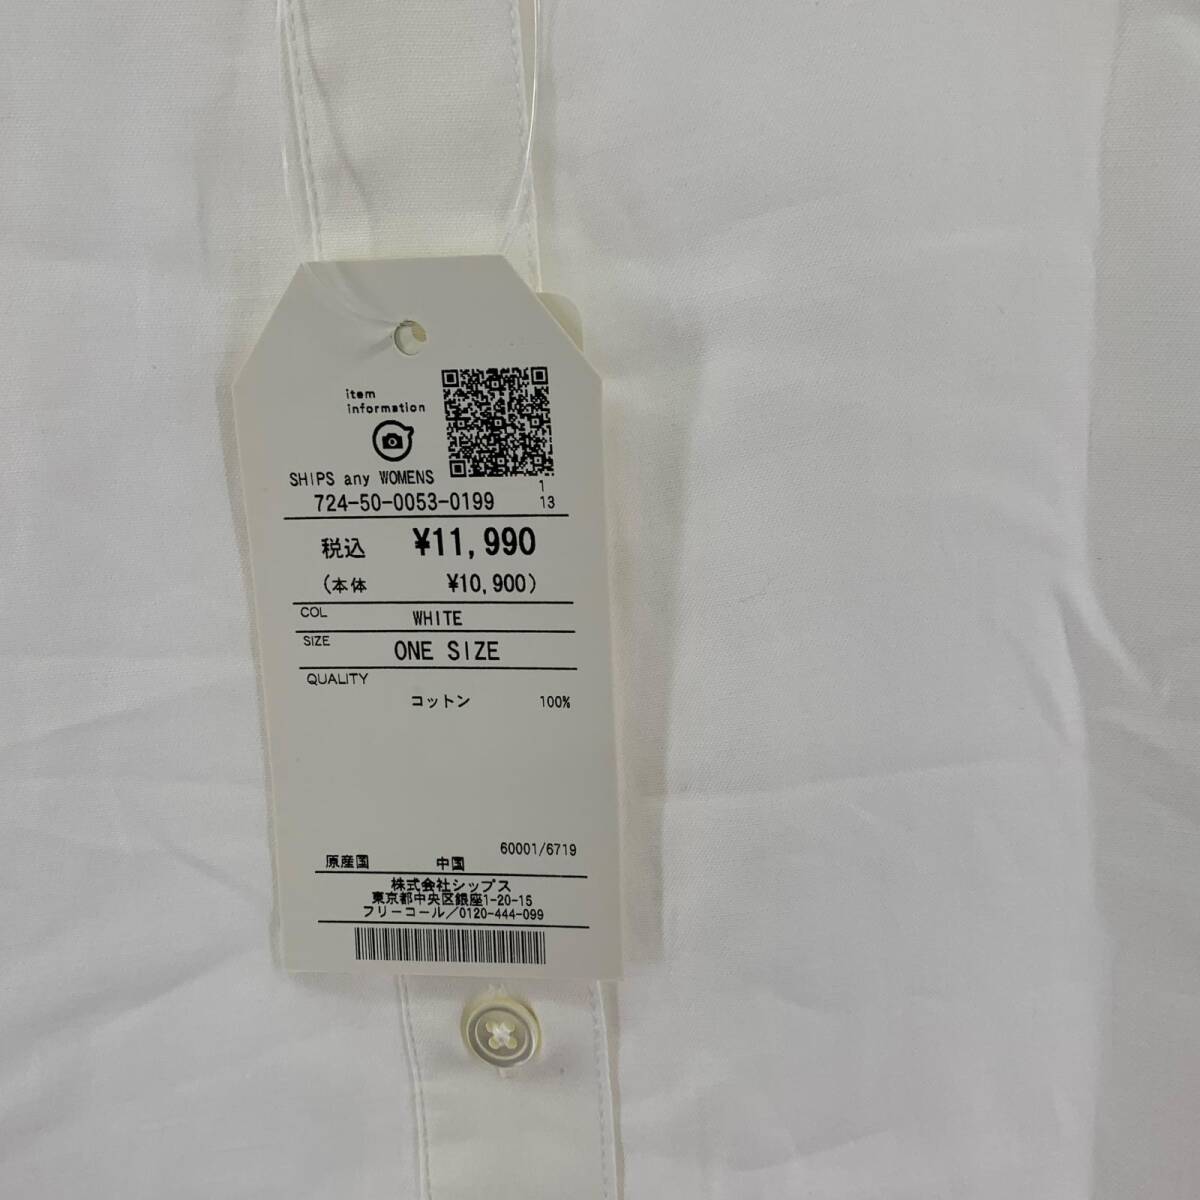 item
information
SHIPS any WOMENS
724-50-0053-0199
1
13
税込 ¥11,990
(本体 ¥10,900)
COL WHITE
SIZE ONE SIZE
QUALITY
コットン 100%
60001/6719
原産国 中国
株式会社シップス
東京都中央区銀座1-20-15
フリーコール/0120-444-099